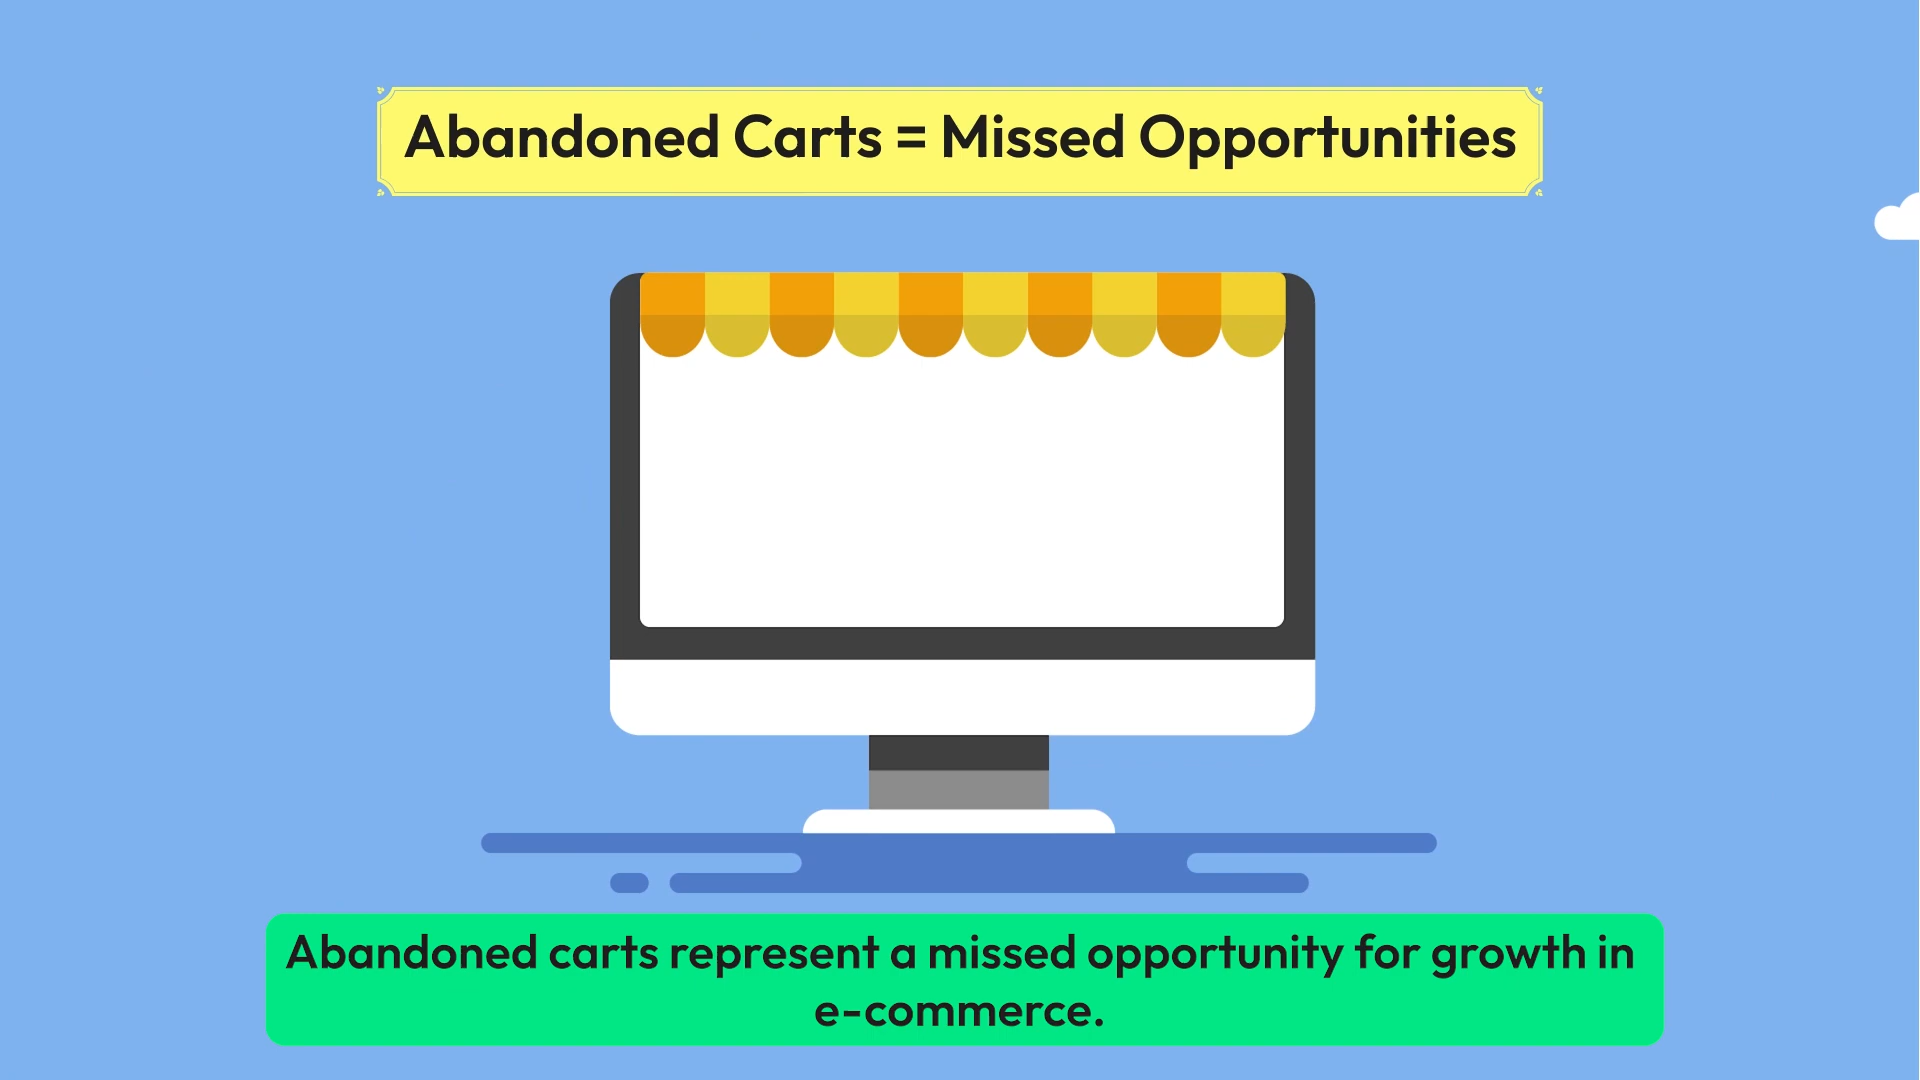 Abandoned Carts = Missed Opportunities
Abandoned carts represent a missed opportunity for growth in
e-commerce.